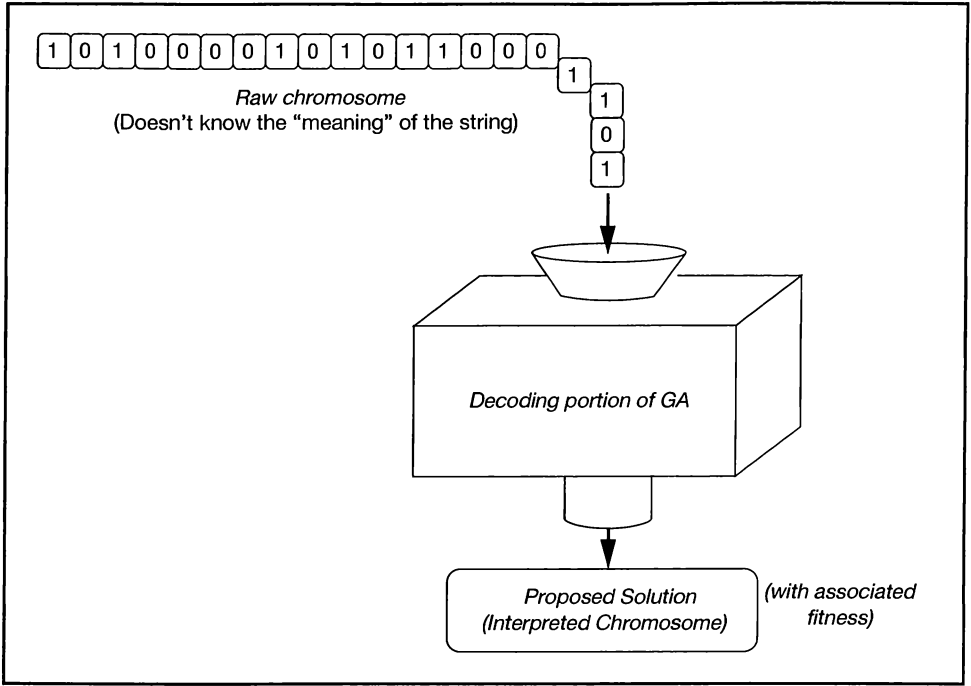 1 0 1 0 0 0 0 1 0 1 0 1 1 0 0 0
1
1
0
1
Raw chromosome
(Doesn't know the “meaning” of the string)
Decoding portion of GA
Proposed Solution
(Interpreted Chromosome)
(with associated
fitness)